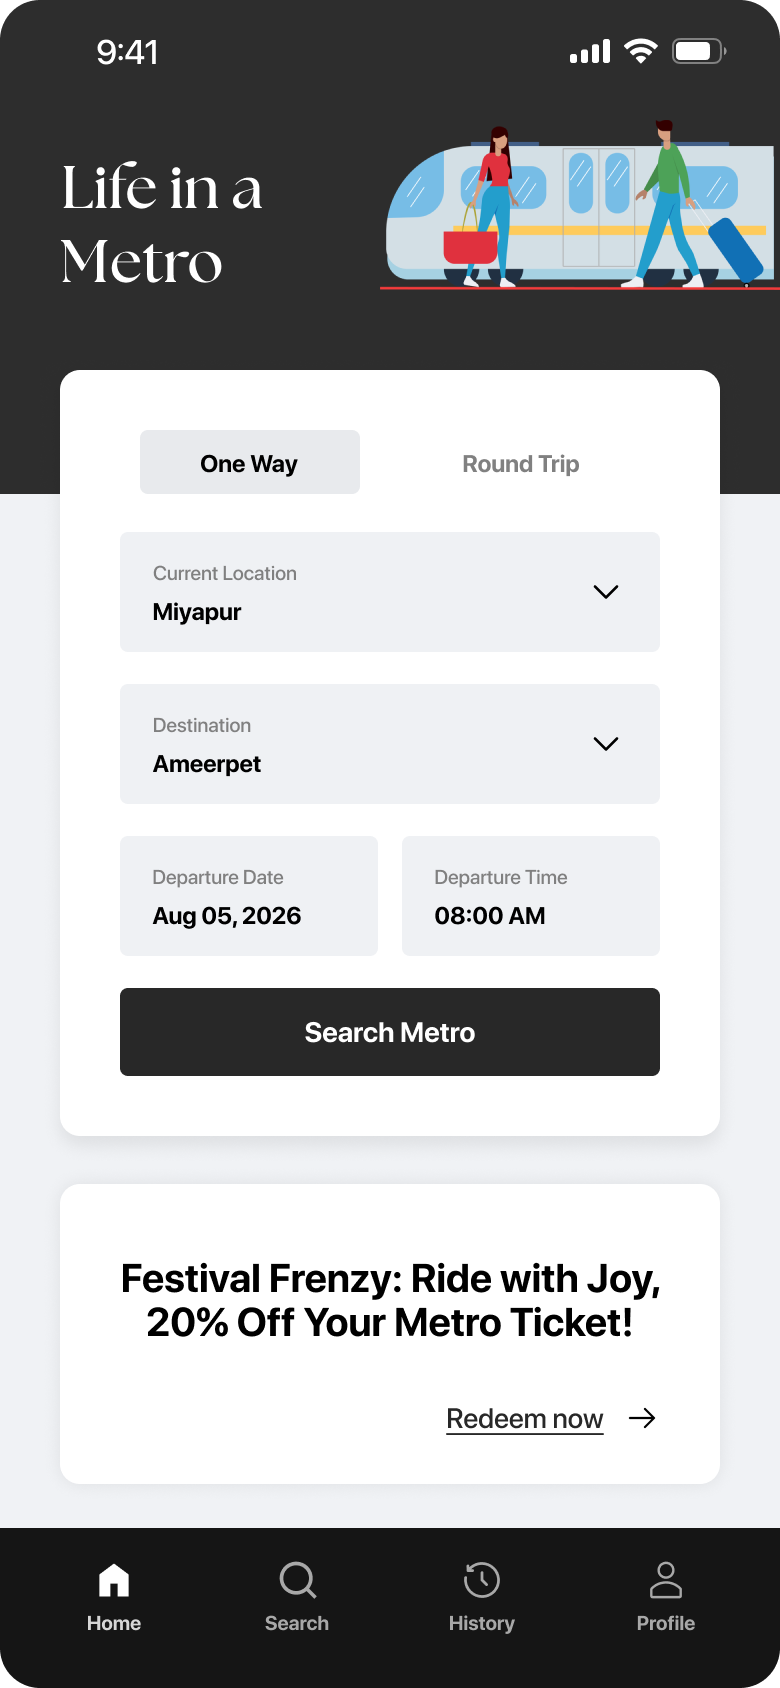 9:41
Life in a
Metro
One Way
Round Trip
Current Location
Miyapur
Destination
Ameerpet
Departure Date
Aug 05, 2026
Departure Time
08:00 AM
Search Metro
Festival Frenzy: Ride with Joy,
20% Off Your Metro Ticket!
Redeem now
Home
Search
History
Profile